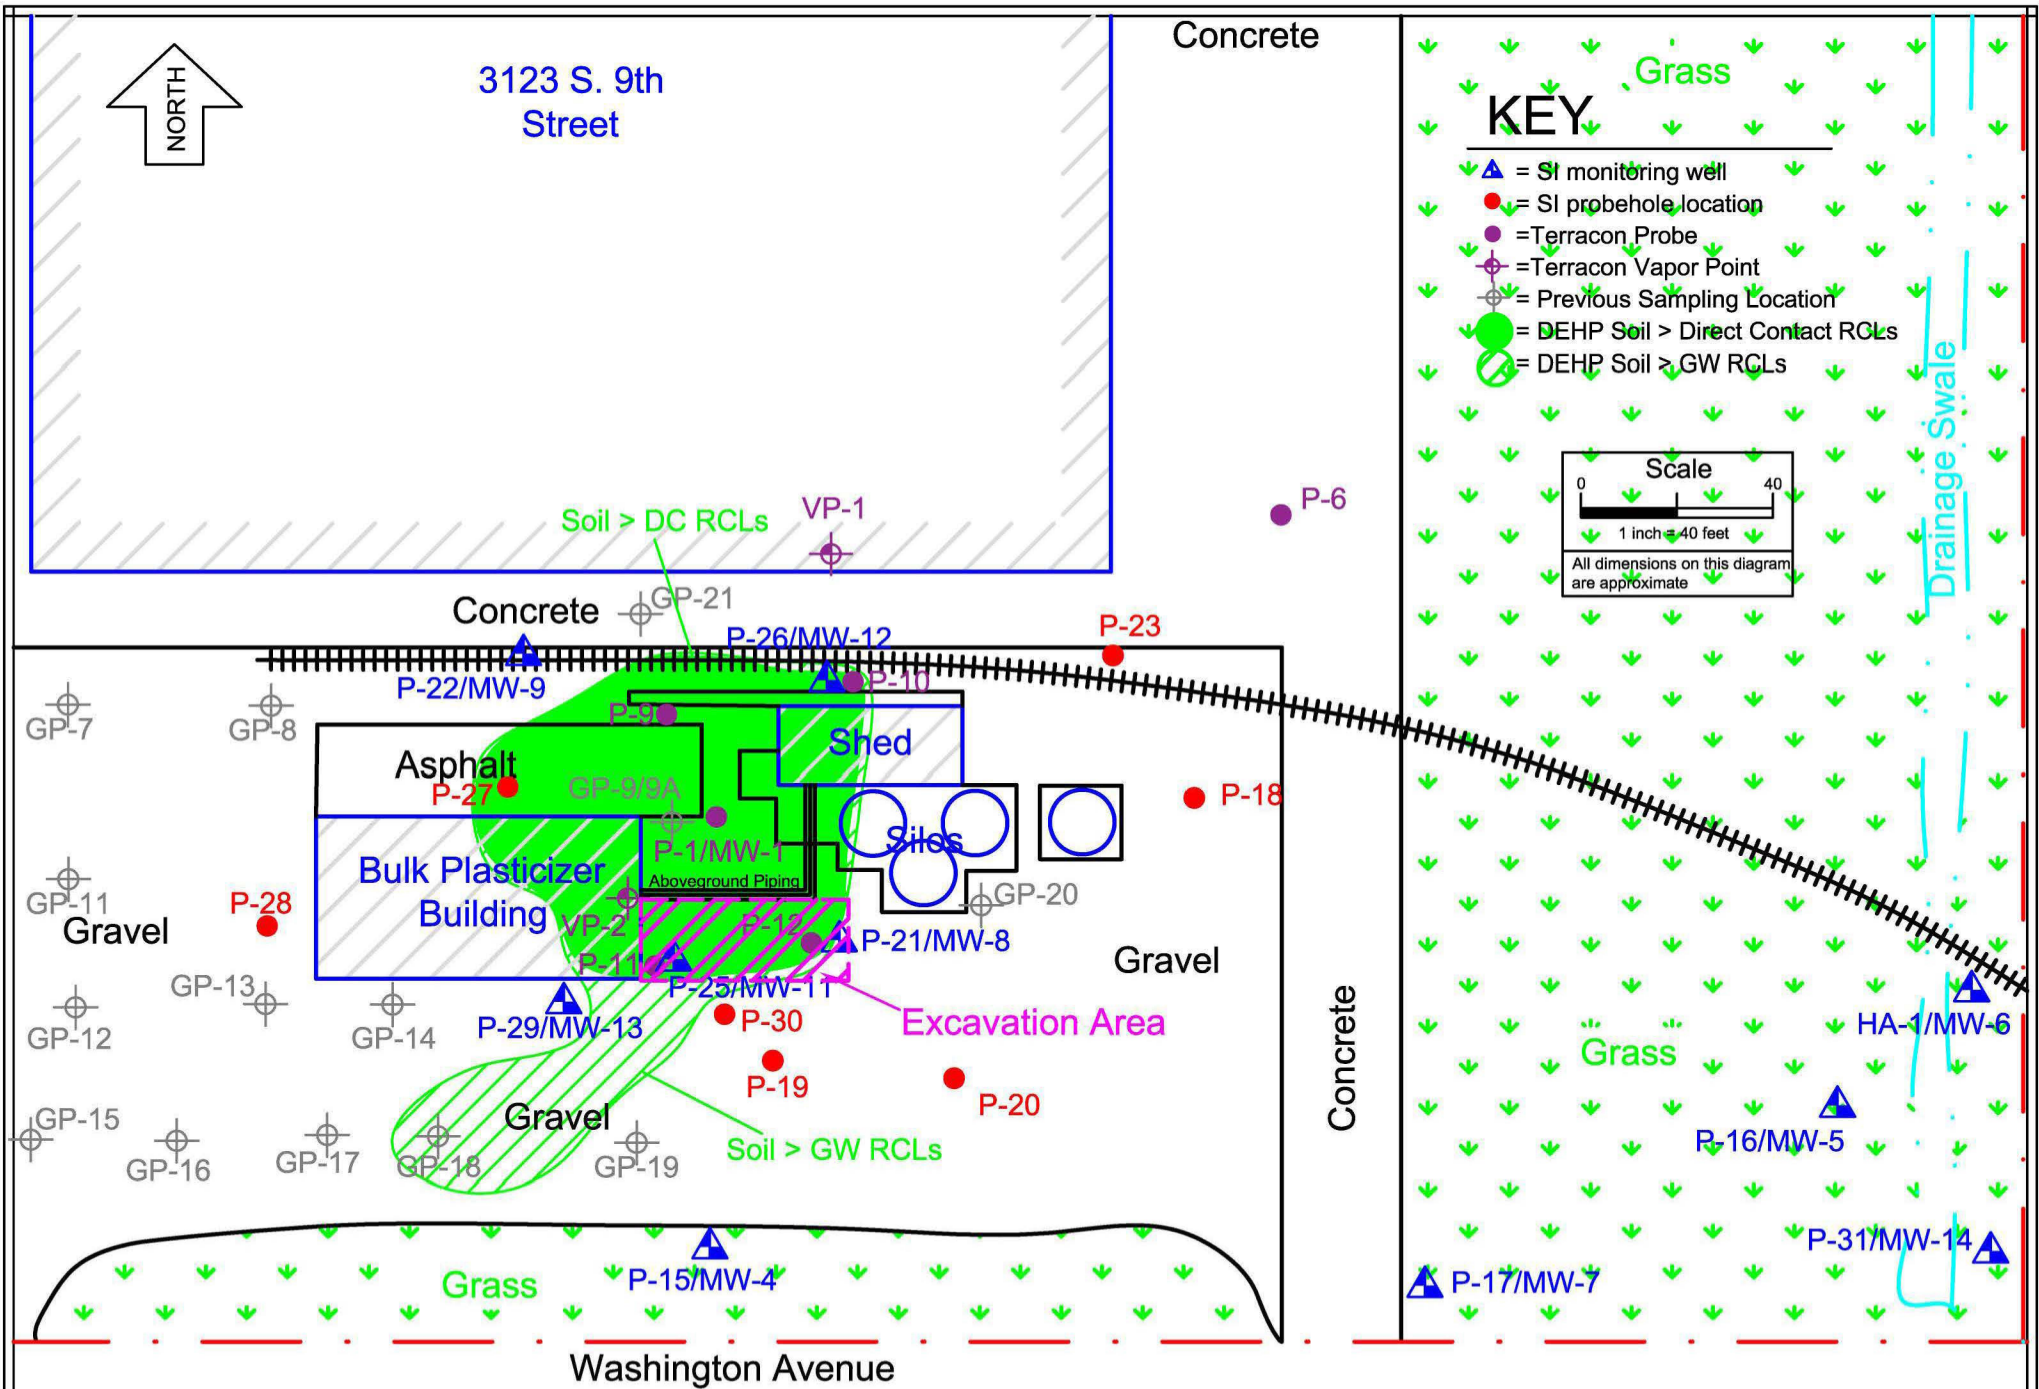 Concrete
3123 S. 9th
Street
NORTH
Grass
KEY
= SI monitoring well
= SI probehole location
=Terracon Probe
=Terracon Vapor Point
= Previous Sampling Location
= DEHP Soil > Direct Contact RCLs
= DEHP Soil > GW RCLs
Drainage Swale
Scale
0 40
1 inch = 40 feet
All dimensions on this diagram
are approximate
P-6
VP-1
Soil > DC RCLs
GP-21
Concrete
P-26/MW-12
P-23
P-22/MW-9
P-10
GP-7
GP-8
P-9
Shed
Asphalt
P-27
GP-9/9A
P-18
Silos
P-1/MW-1
Bulk Plasticizer
Building
Aboveground Piping
GP-11
P-28
Gravel
VP-2
P-12
GP-20
P-21/MW-8
Gravel
P-11
P-25/MW-11
GP-13
GP-12
GP-14
P-29/MW-13
P-30
Excavation Area
Concrete
HA-1/MW-6
Grass
P-19
P-20
GP-15
Gravel
GP-16
GP-17
GP-18
GP-19
Soil > GW RCLs
P-16/MW-5
P-31/MW-14
Grass
P-15/MW-4
P-17/MW-7
Washington Avenue